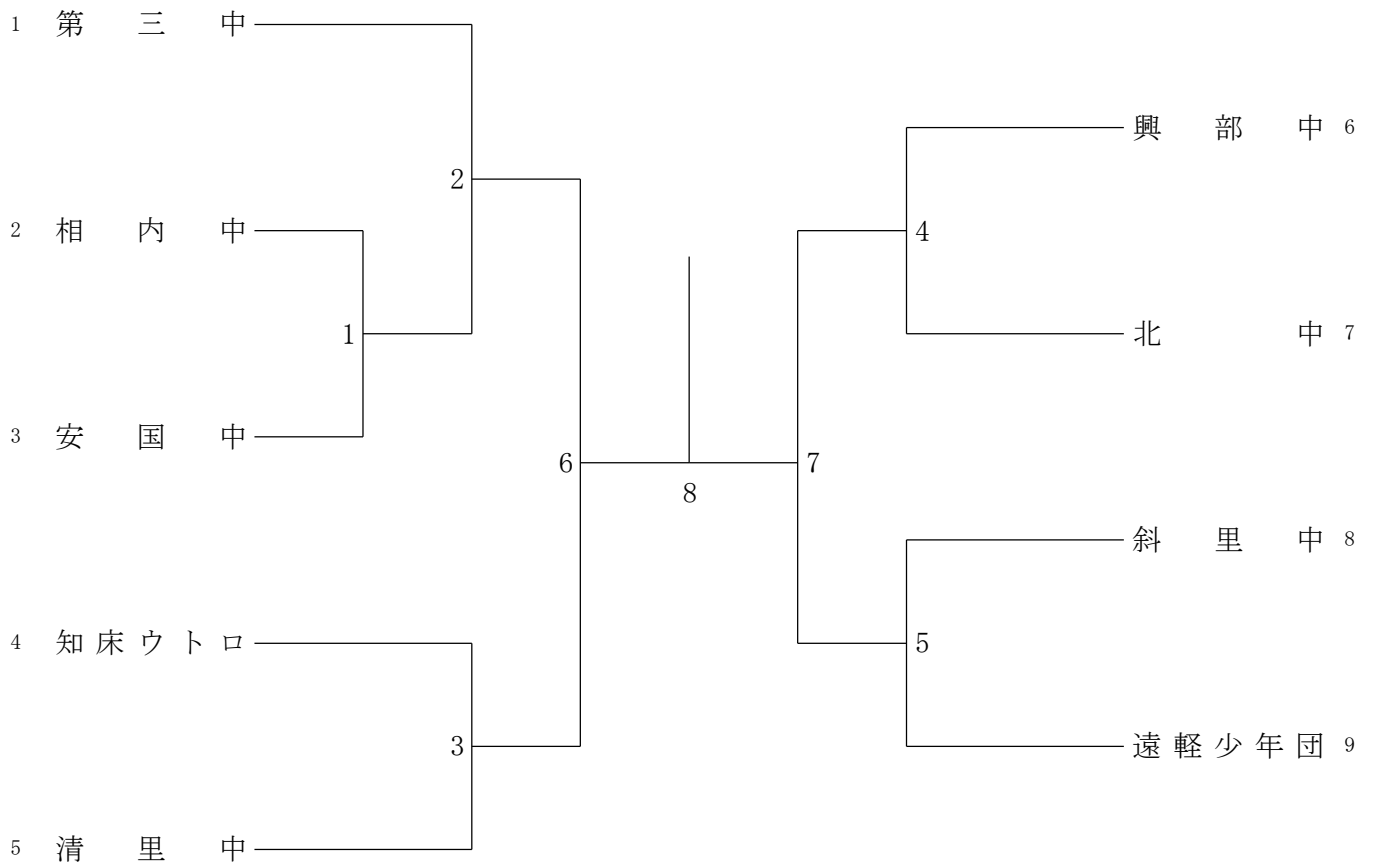 1 第三中
興部中 6
2
2 相内中
4
1
北中 7
3 安国中
6
7
8
斜里中 8
4 知床ウトロ
5
3
遠軽少年団 9
5 清里中